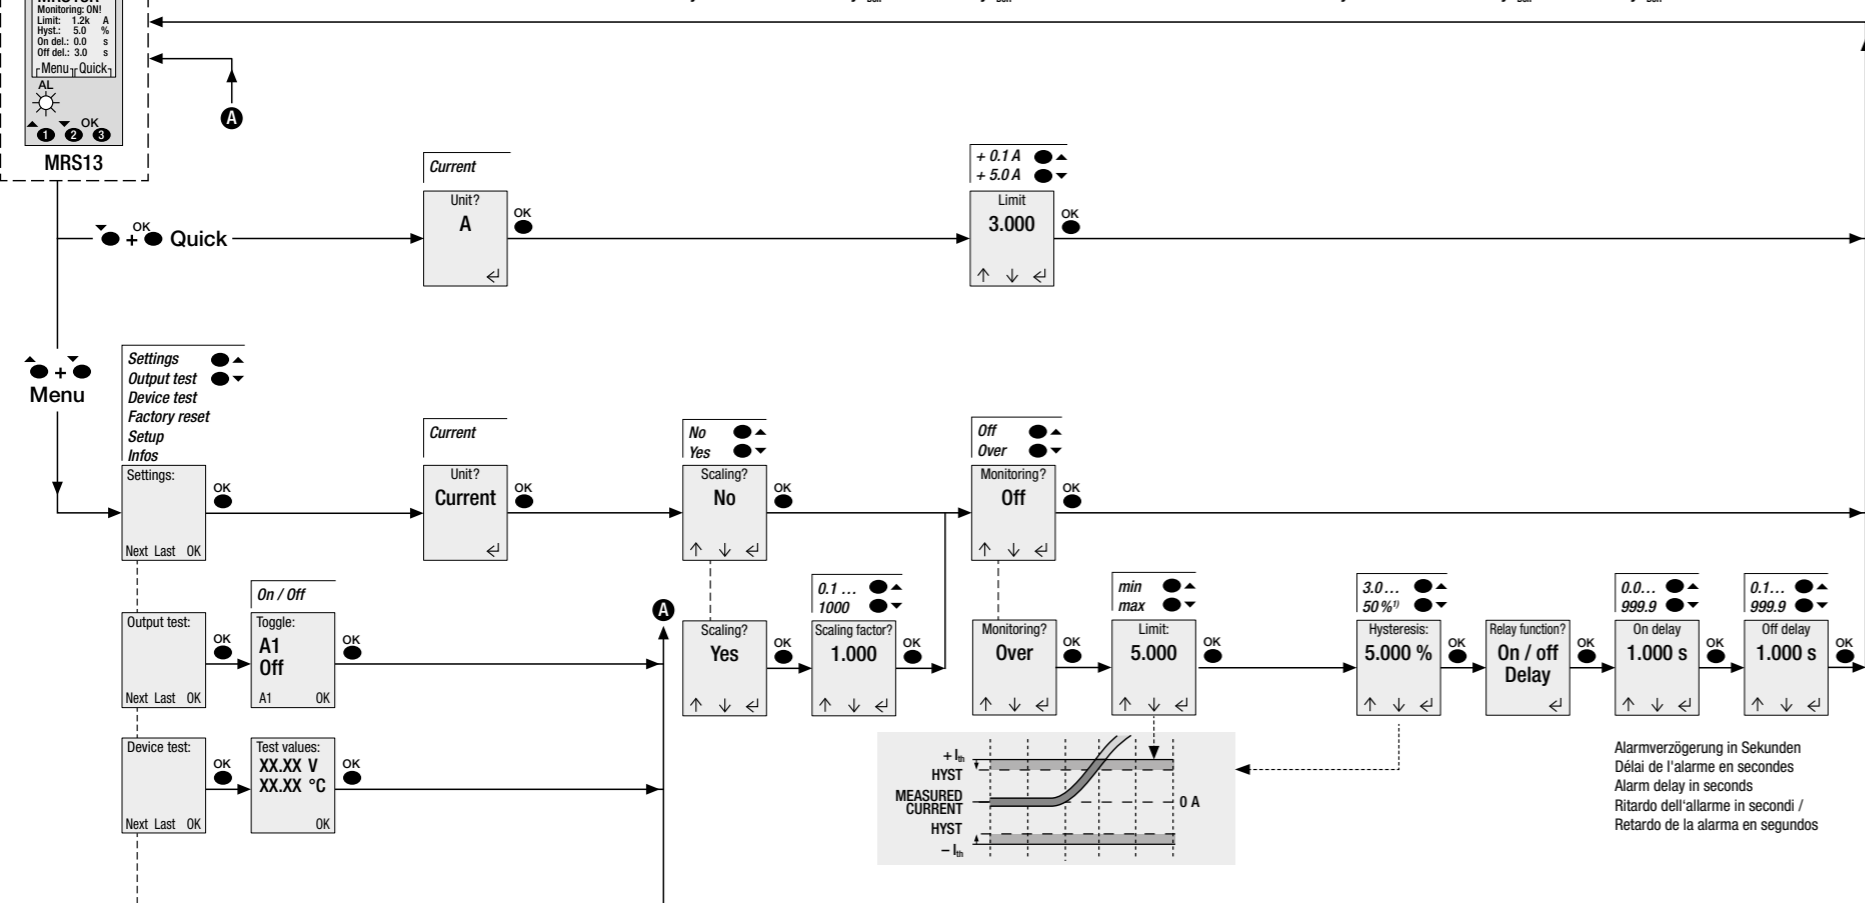 Monitoring: ON!
Limit: 1.2k A
Hyst.: 5.0 %
On del.: 0.0 s
Off del.: 3.0 s
Menu Quick
AL
OK
1 2 3
MRS13
A
Current
+ 0.1 A
+ 5.0 A
Unit?
A
OK
Limit
3.000
OK
+ OK Quick
+
Menu
Settings
Output test
Device test
Factory reset
Setup
Infos
Settings:
Next Last OK
OK
Current
Unit?
Current
OK
No
Yes
Scaling?
No
OK
Off
Over
Monitoring?
Off
OK
Output test:
Next Last OK
OK
On / Off
Toggle:
A1
Off
A1 OK
OK
A
Scaling?
Yes
OK
0.1 ...
1000
Scaling factor?
1.000
OK
Monitoring?
Over
OK
min
max
Limit:
5.000
OK
3.0 ...
50 %¹⁾
Hysteresis:
5.000 %
OK
Relay function?
On / off
Delay
OK
0.0...
999.9
On delay
1.000 s
OK
0.1...
999.9
Off delay
1.000 s
OK
Device test:
Next Last OK
OK
Test values:
XX.XX V
XX.XX °C
OK
OK
+ Ith
HYST
MEASURED
CURRENT
0 A
HYST
– Ith
Alarmverzögerung in Sekunden
Délai de l'alarme en secondes
Alarm delay in seconds
Ritardo dell'allarme in secondi /
Retardo de la alarma en segundos